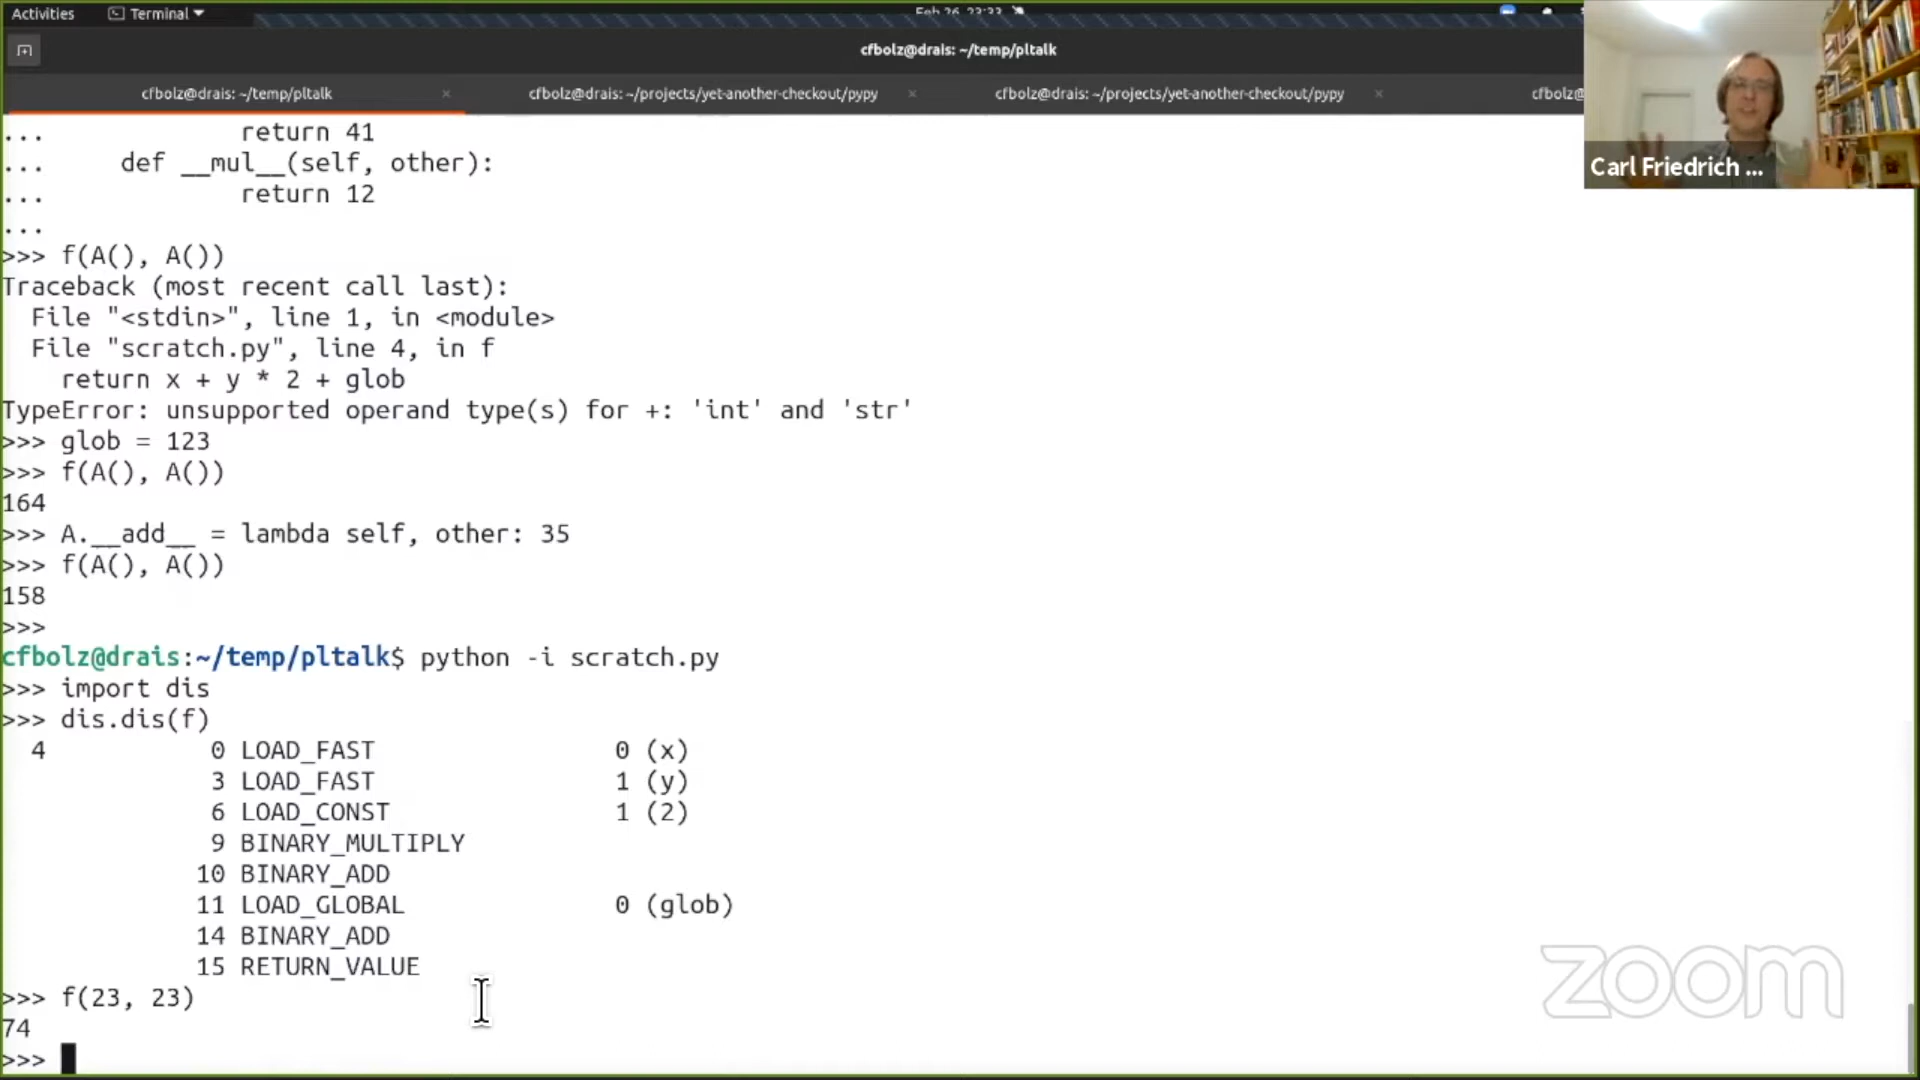 Activities
Terminal
Feb 26 23:33
cfbolz@drais: ~/temp/pltalk
cfbolz@drais: ~/temp/pltalk
cfbolz@drais: ~/projects/yet-another-checkout/pypy
cfbolz@drais: ~/projects/yet-another-checkout/pypy
cfbolz@
Carl Friedrich ...
... return 41
... def __mul__(self, other):
... return 12
...
>>> f(A(), A())
Traceback (most recent call last):
File "<stdin>", line 1, in <module>
File "scratch.py", line 4, in f
return x + y * 2 + glob
TypeError: unsupported operand type(s) for +: 'int' and 'str'
>>> glob = 123
>>> f(A(), A())
164
>>> A.__add__ = lambda self, other: 35
>>> f(A(), A())
158
>>>
cfbolz@drais:~/temp/pltalk$ python -i scratch.py
>>> import dis
>>> dis.dis(f)
4 0 LOAD_FAST 0 (x)
3 LOAD_FAST 1 (y)
6 LOAD_CONST 1 (2)
9 BINARY_MULTIPLY
10 BINARY_ADD
11 LOAD_GLOBAL 0 (glob)
14 BINARY_ADD
15 RETURN_VALUE
>>> f(23, 23)
74
>>>
zoom